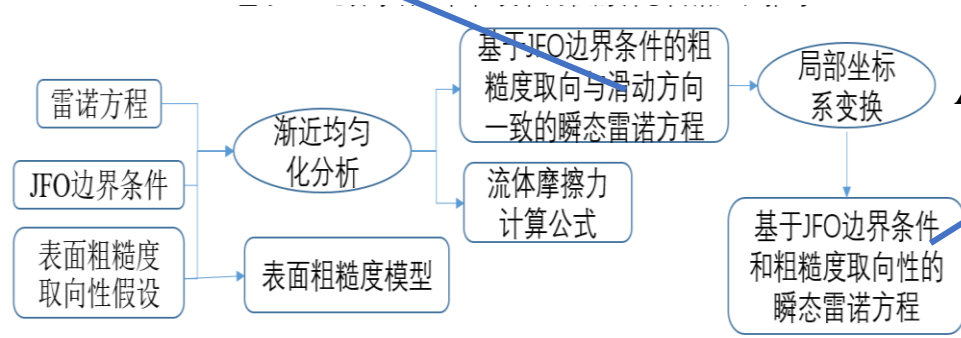 雷诺方程
JFO边界条件
表面粗糙度
取向性假设
渐近均匀
化分析
表面粗糙度模型
基于JFO边界条件的粗
糙度取向与滑动方向
一致的瞬态雷诺方程
流体摩擦力
计算公式
局部坐标
系变换
基于JFO边界条件
和粗糙度取向性的
瞬态雷诺方程